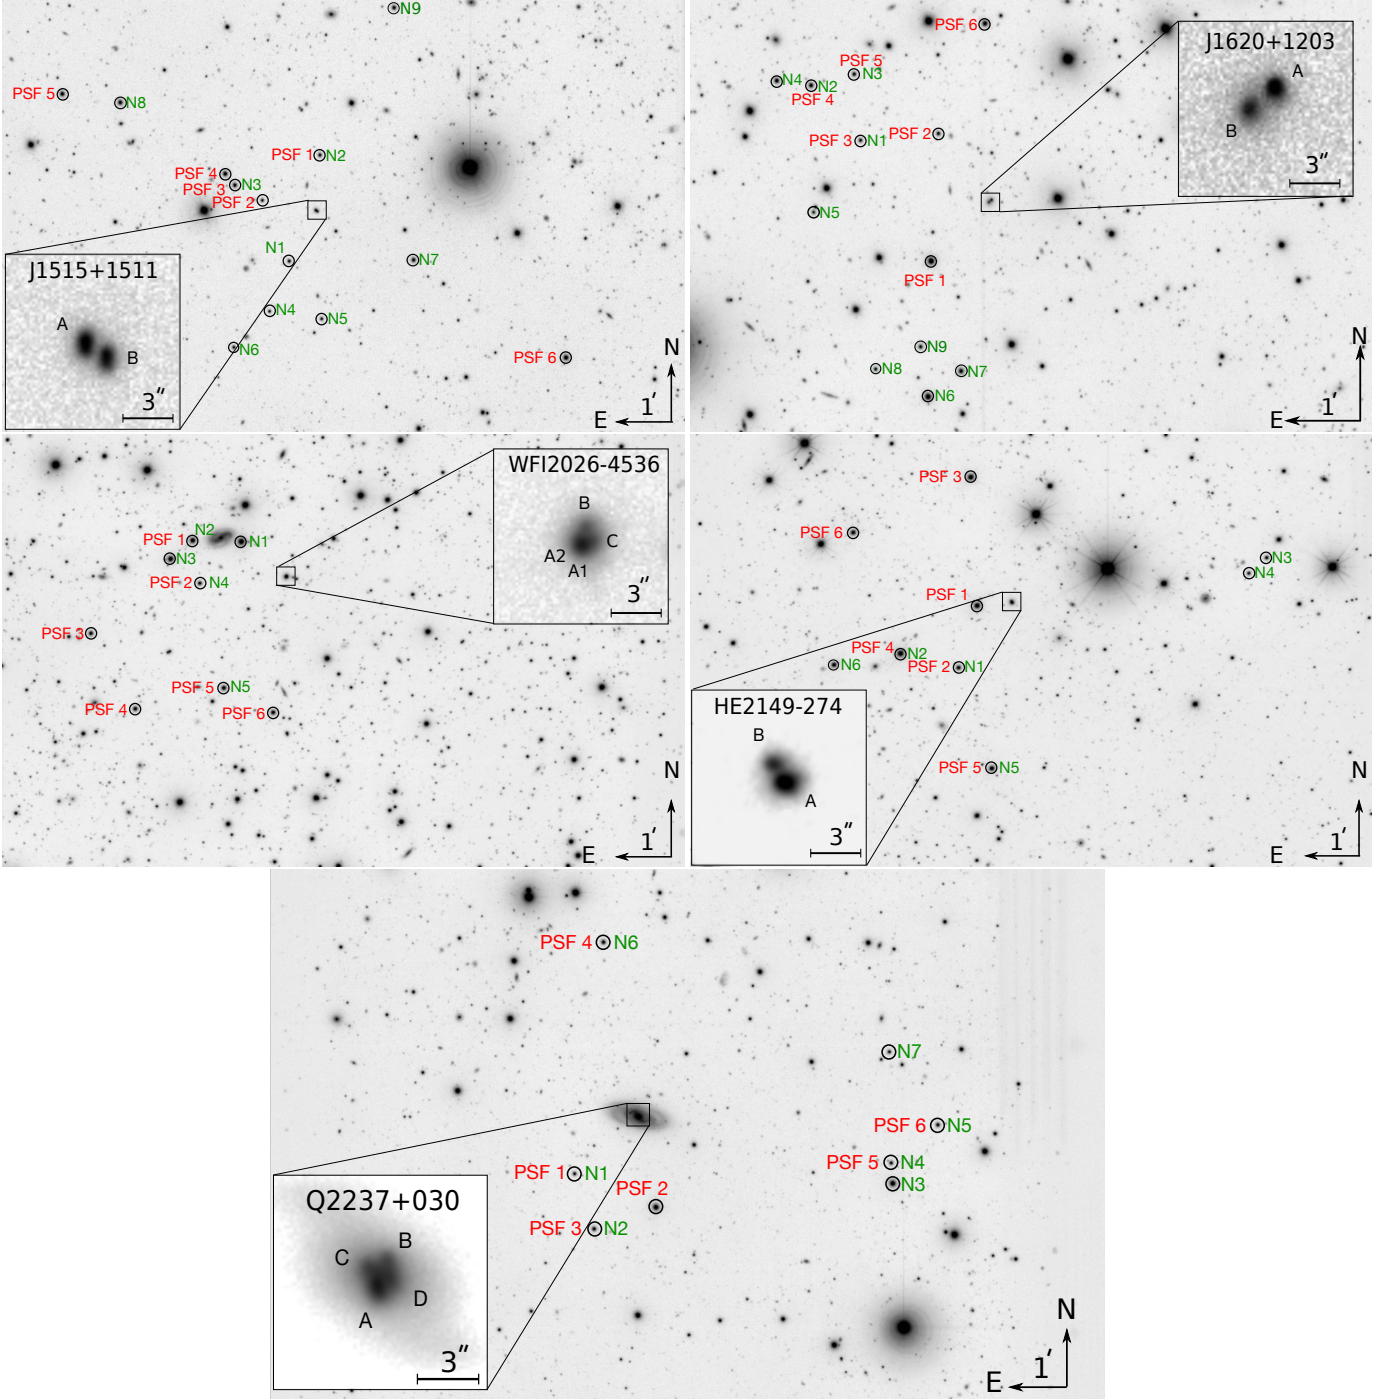 N9
PSF 5
N8
PSF 1 N2
PSF 4
PSF 3 N3
PSF 2
N1
N7
J1515+1511
A
B
3"
N4
N5
N6
PSF 6
N
E
1'
PSF 6
J1620+1203
A
B
3"
PSF 5
N4
N3
N2
PSF 4
PSF 2
PSF 3 N1
N5
PSF 1
N9
N8
N7
N6
N
E
1'
WFI2026-4536
B
C
A2
A1
3"
N2
PSF 1
N1
N3
PSF 2 N4
PSF 3
PSF 5 N5
PSF 4
PSF 6
N
E
1'
PSF 3
PSF 6
N3
N4
PSF 1
PSF 4 N2
N6
PSF 2 N1
HE2149-274
B
A
3"
PSF 5 N5
N
E
1'
PSF 4 N6
N7
PSF 6 N5
PSF 5 N4
N3
PSF 1 N1
PSF 2
PSF 3 N2
Q2237+030
B
C
D
A
3"
N
E
1'